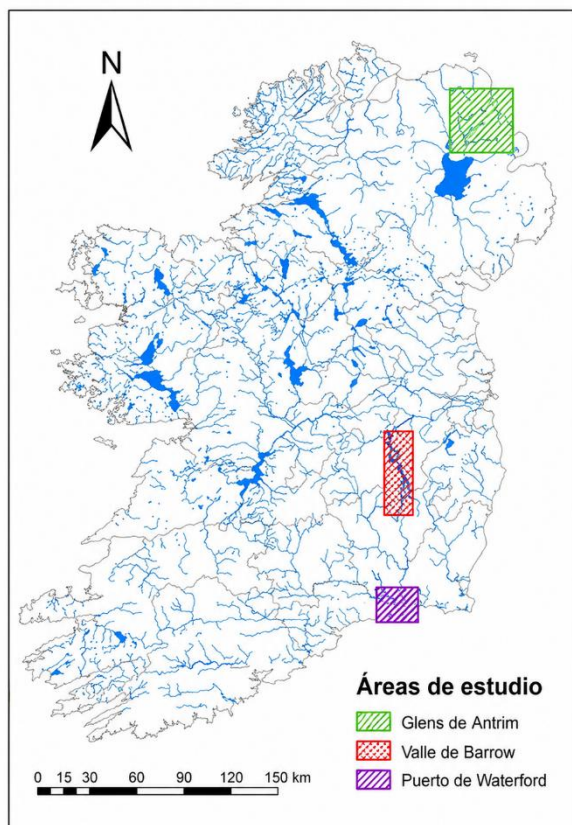 N
Áreas de estudio
Glens de Antrim
Valle de Barrow
Puerto de Waterford
0 15 30 60 90 120 150 km